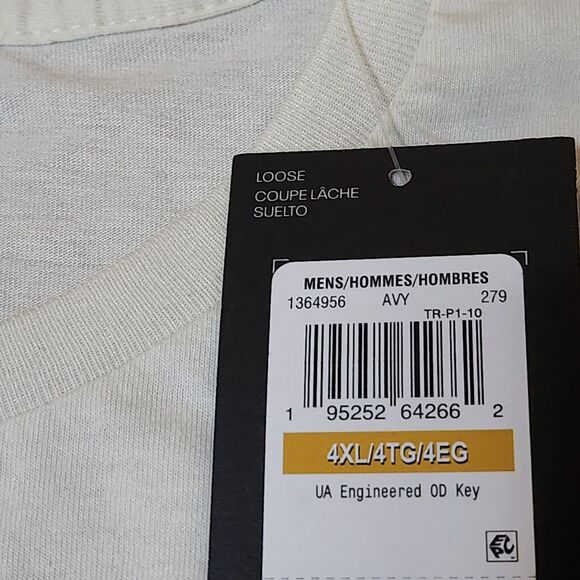 LOOSE
COUPE LÂCHE
SUELTO
MENS/HOMMES/HOMBRES
1364956 AVY 279
TR-P1-10
1 95252 64266 2
4XL/4TG/4EG
UA Engineered OD Key
EPC